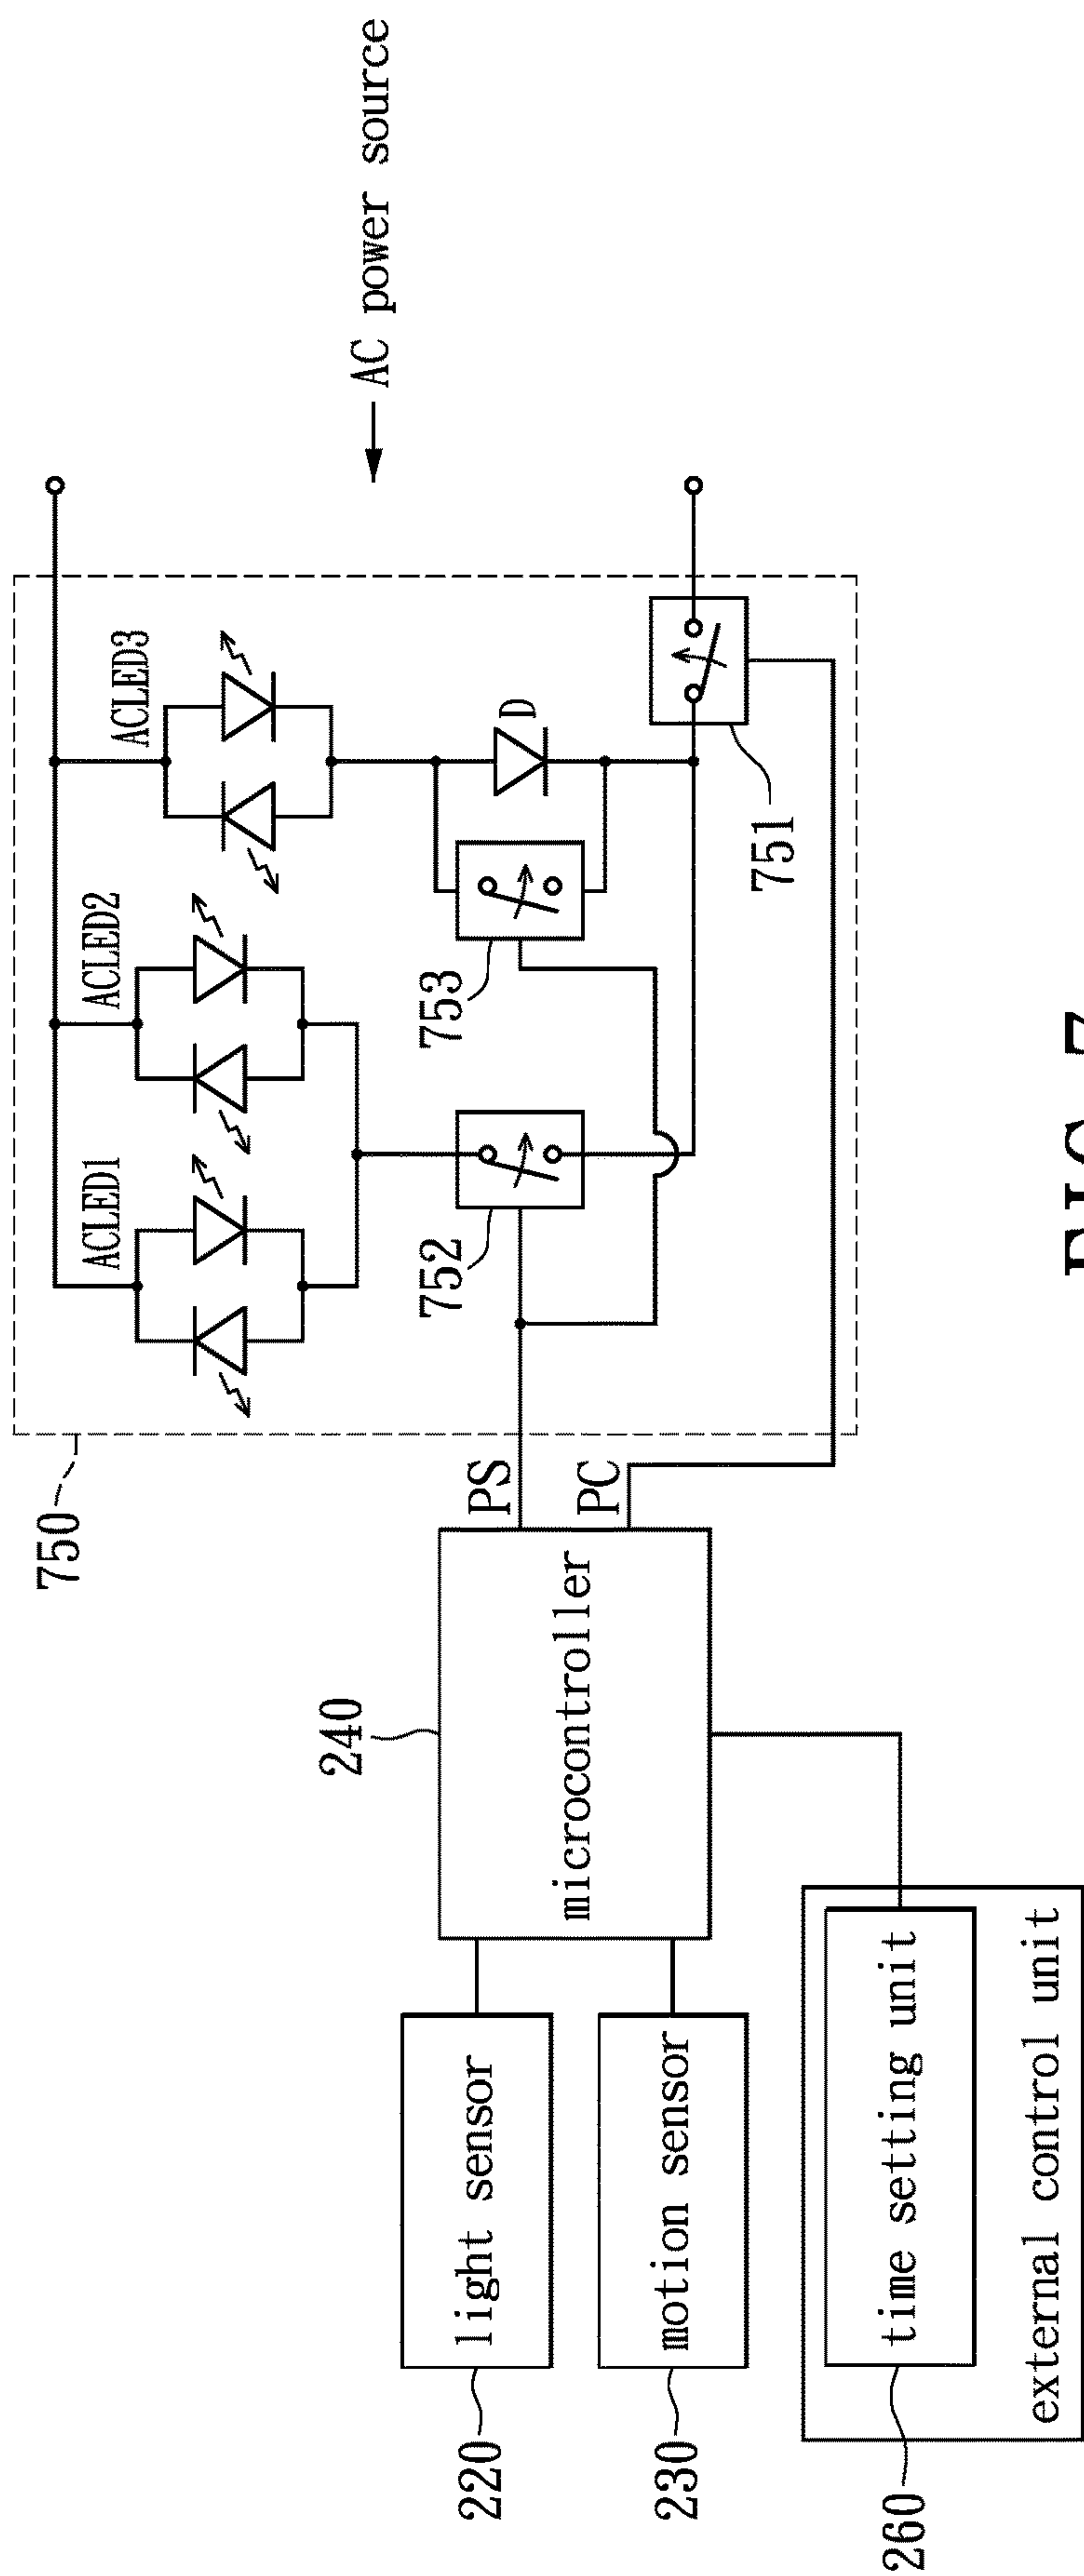 750
ACLED1
ACLED2
ACLED3
AC power source
752
753
D
751
PS
PC
240
microcontroller
220
light sensor
230
motion sensor
260
time setting unit
external control unit